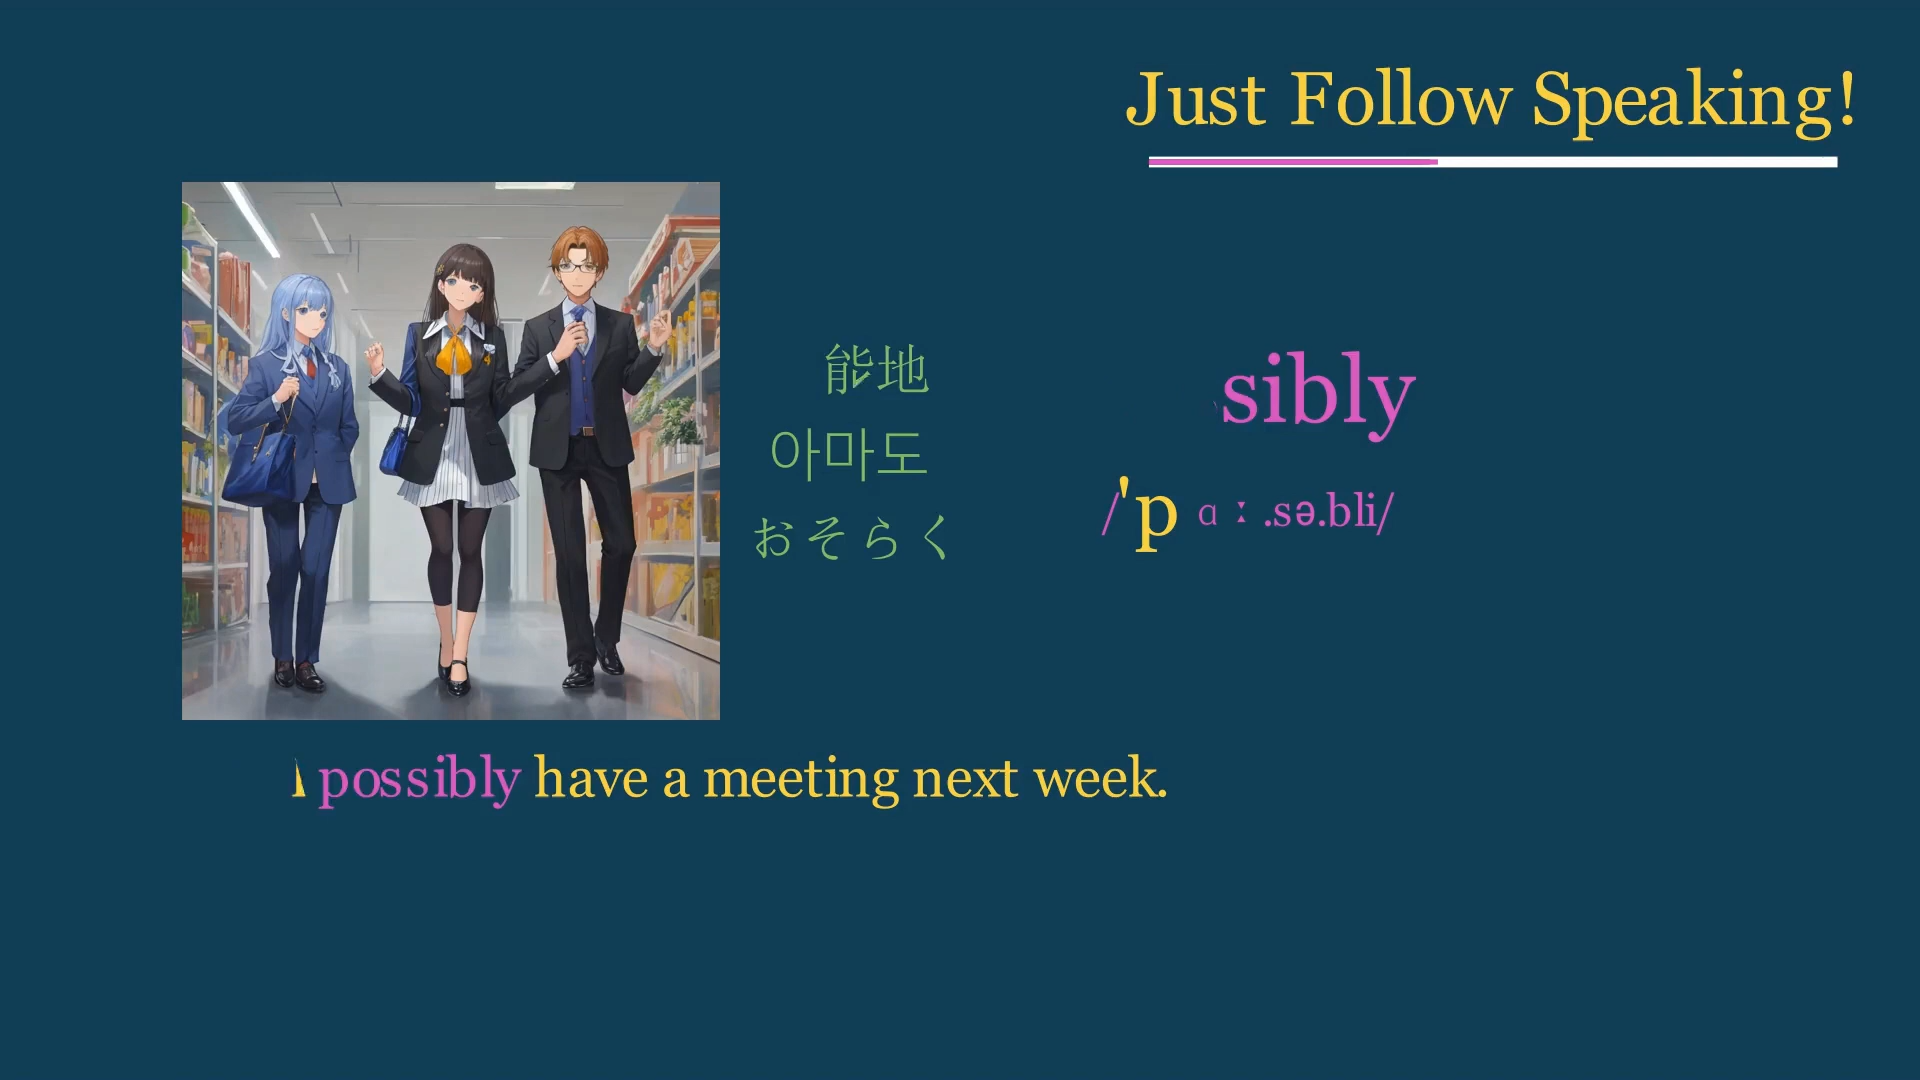 Just Follow Speaking!
能地
아마도
おそらく
sibly
/'pɑː.sə.bli/
possibly have a meeting next week.